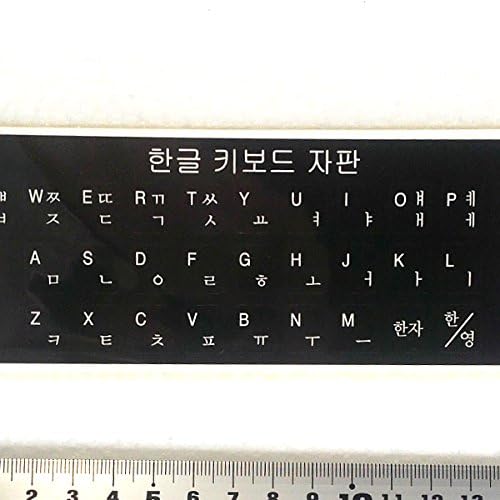 한글 키보드 자판
ㅃ W ㅉ E ㄸ R ㄲ T ㅆ Y U I O ㅒ P ㅖ
ㅂ ㅈ ㄷ ㄱ ㅅ ㅛ ㅕ ㅑ ㅐ ㅔ
A S D F G H J K L
ㅁ ㄴ ㅇ ㄹ ㅎ ㅗ ㅓ ㅏ ㅣ
Z X C V B N M 한자 한/영
ㅋ ㅌ ㅊ ㅍ ㅠ ㅜ ㅡ
2 3 4 5 6 7 8 9 10 11 12 13